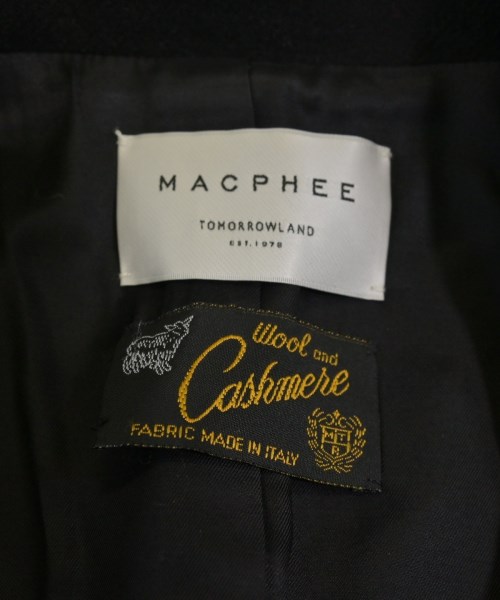 MACPHEE
TOMORROWLAND
EST. 1978
Wool and
Cashmere
FABRIC MADE IN ITALY